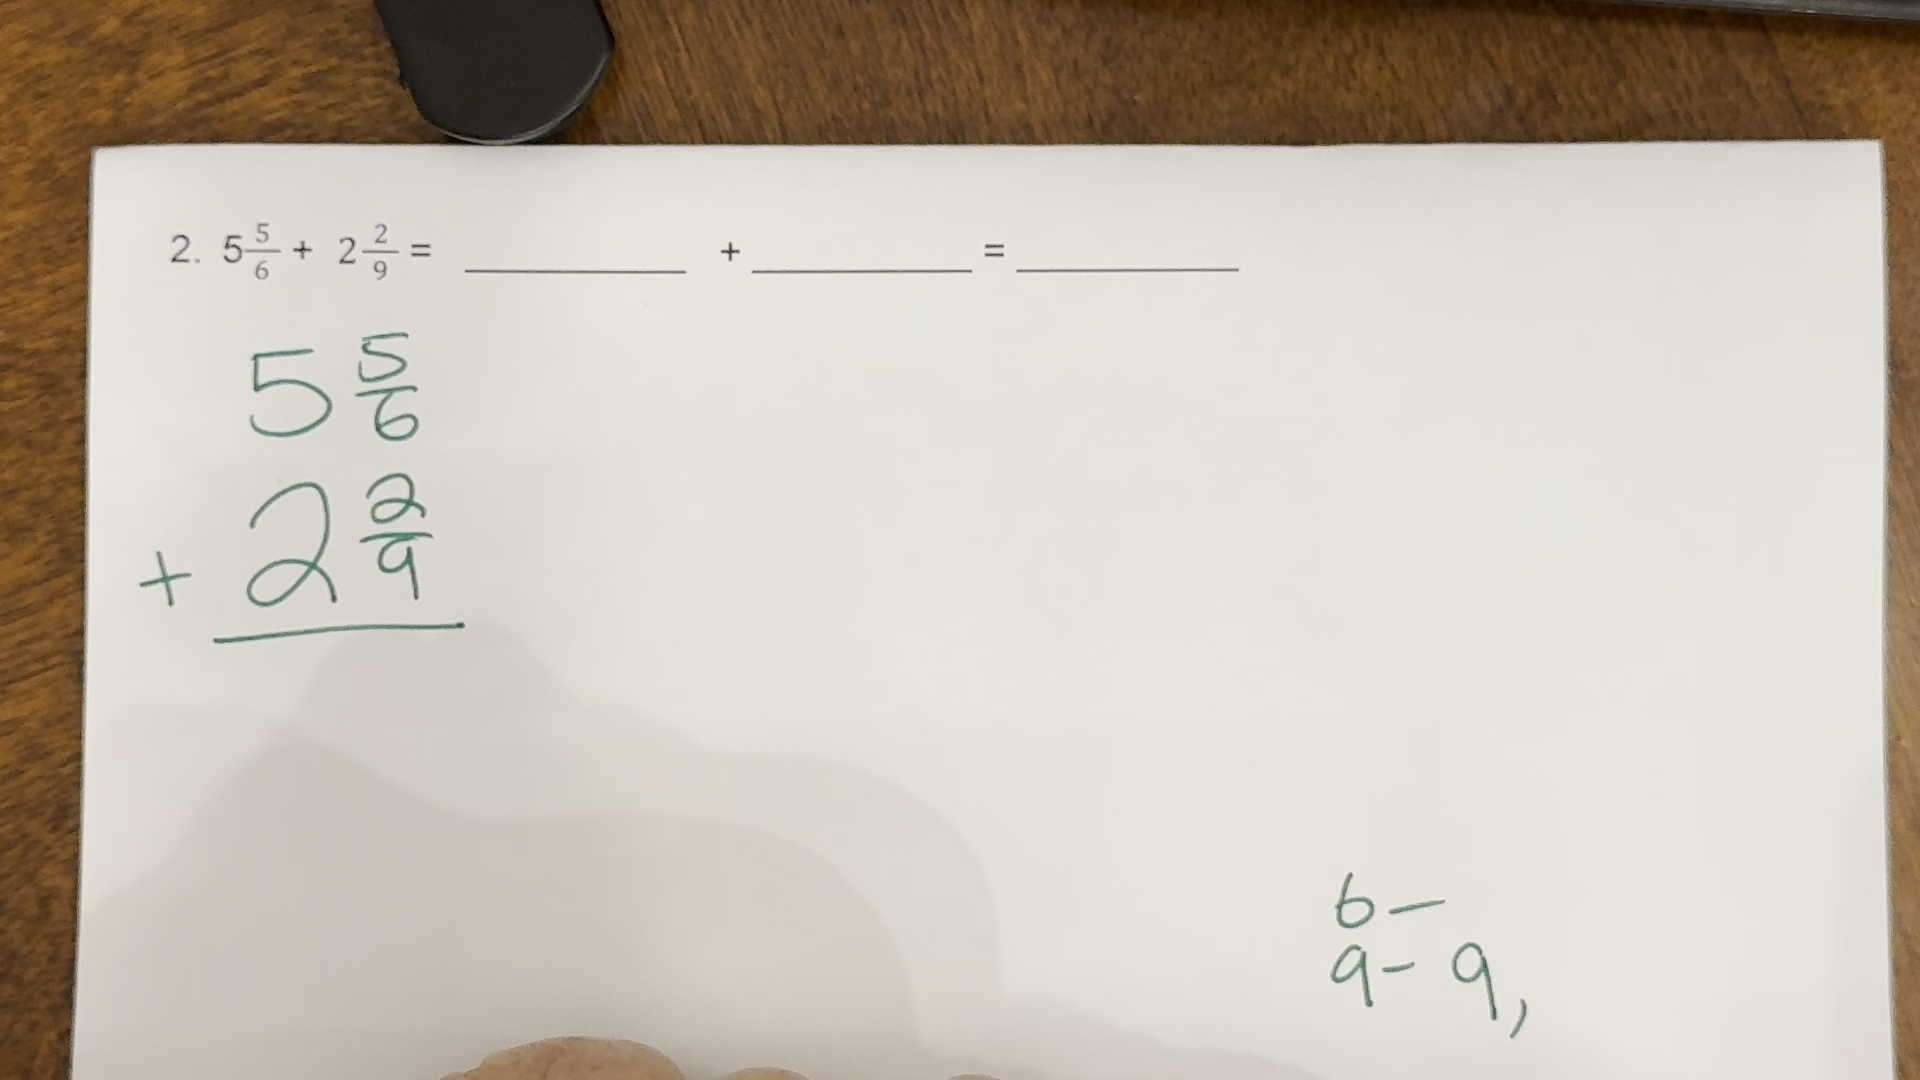 2. 5 5/6 + 2 2/9 = ________ + ________ = ________
5 5/6
+ 2 2/9
6 -
9 - 9,